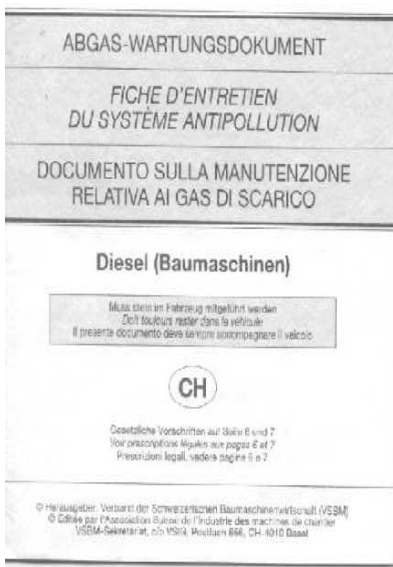 ABGAS-WARTUNGSDOKUMENT
FICHE D'ENTRETIEN
DU SYSTÈME ANTIPOLLUTION
DOCUMENTO SULLA MANUTENZIONE
RELATIVA AI GAS DI SCARICO
Diesel (Baumaschinen)
Muss stets im Fahrzeug mitgeführt werden
Doit toujours rester dans le véhicule
Il presente documento deve sempre accompagnare il veicolo
CH
Gesetzliche Vorschriften auf Seite 6 und 7
Voir prescriptions légales aux pages 6 et 7
Prescrizioni legali, vedere pagine 6 e 7
© Herausgeber: Verband der Schweizerischen Baumaschinenwirtschaft (VSBM)
© Editée par l'Association Suisse de l'industrie des machines de chantier
VSBM-Sekretariat, c/o VSIG, Postfach 656, CH-4010 Basel